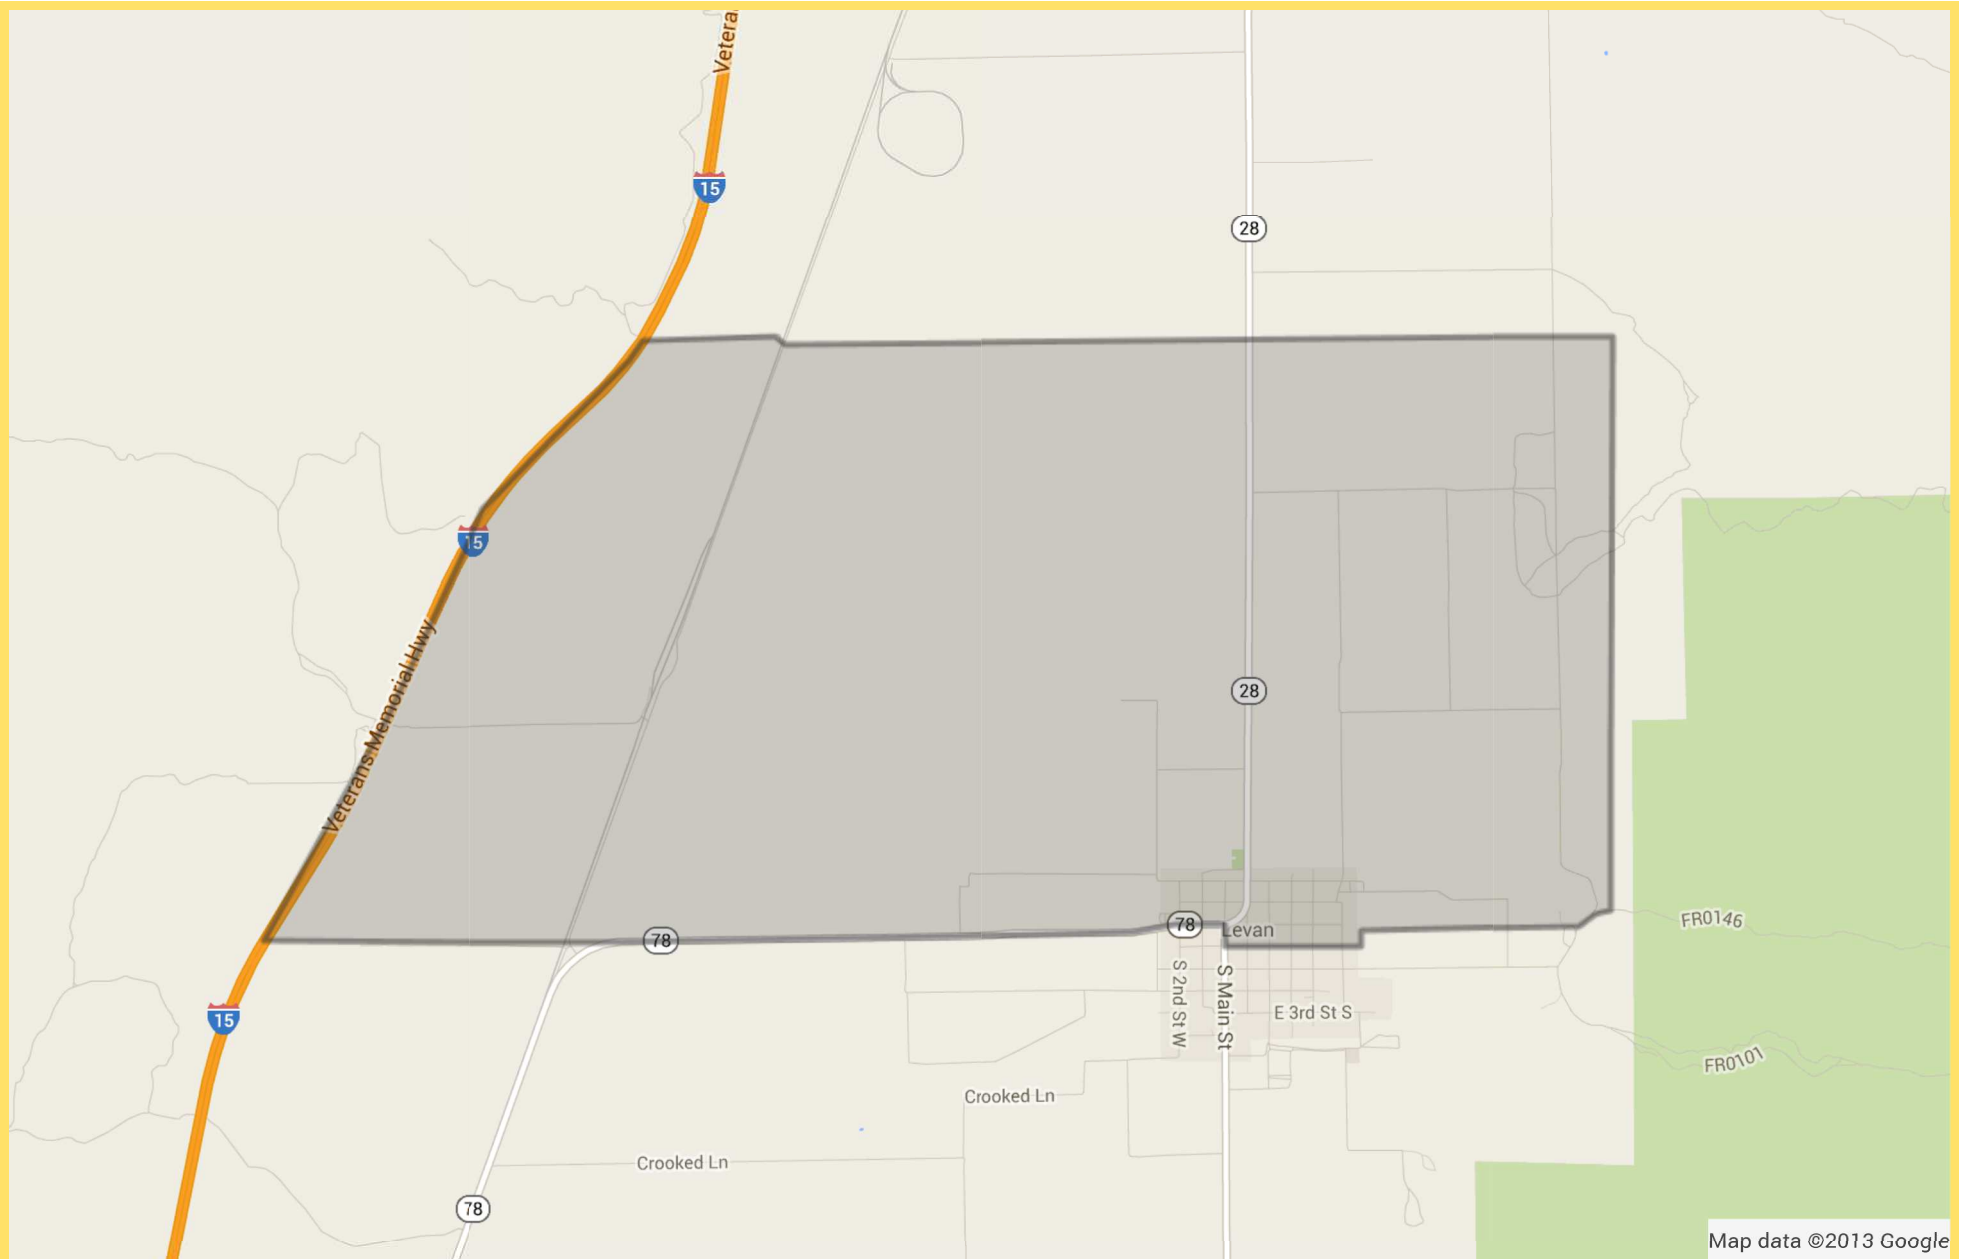 Vetera
15
28
15
28
Veterans Memorial Hwy
78
78
Levan
FR0146
15
S 2nd St W
S Main St
E 3rd St S
FR0101
Crooked Ln
Crooked Ln
78
Map data ©2013 Google